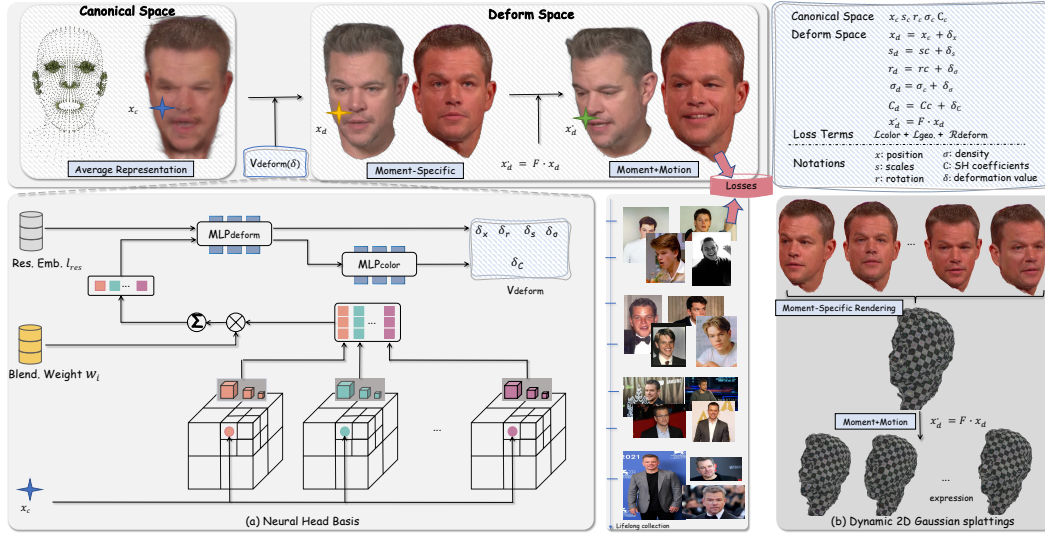 Canonical Space
x_c
Average Representation
V_deform(δ)
Deform Space
x_d
Moment-Specific
x'_d = F · x_d
x'_d
Moment+Motion
Losses
Canonical Space x_c s_c r_c σ_c C_c
Deform Space x_d = x_c + δ_x
s_d = sc + δ_s
r_d = rc + δ_σ
σ_d = σ_c + δ_σ
C_d = Cc + δ_C
x'_d = F · x_d
Loss Terms ℒcolor + ℒgeo. + ℛdeform
Notations
x: position σ: density
s: scales C: SH coefficients
r: rotation δ: deformation value
Res. Emb. l_res
MLP_deform
MLP_color
δ_x δ_r δ_s δ_σ
δ_C
V_deform
...
Σ
⊗
...
Blend. Weight w_i
...
x_c
(a) Neural Head Basis
2021
Lifelong collection
...
Moment-Specific Rendering
Moment+Motion
x'_d = F · x_d
...
expression
(b) Dynamic 2D Gaussian splattings